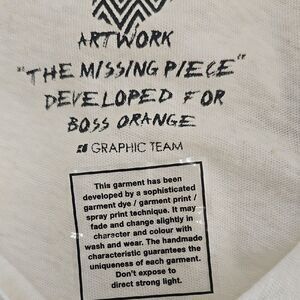 ARTWORK
"THE MISSING PIECE"
DEVELOPED FOR
BOSS ORANGE
GRAPHIC TEAM
This garment has been
developed by a sophisticated
garment dye / garment print /
spray print technique. It may
fade and change slightly in
character and colour with
wash and wear. The handmade
characteristic guarantees the
uniqueness of each garment.
Don't expose to
direct strong light.